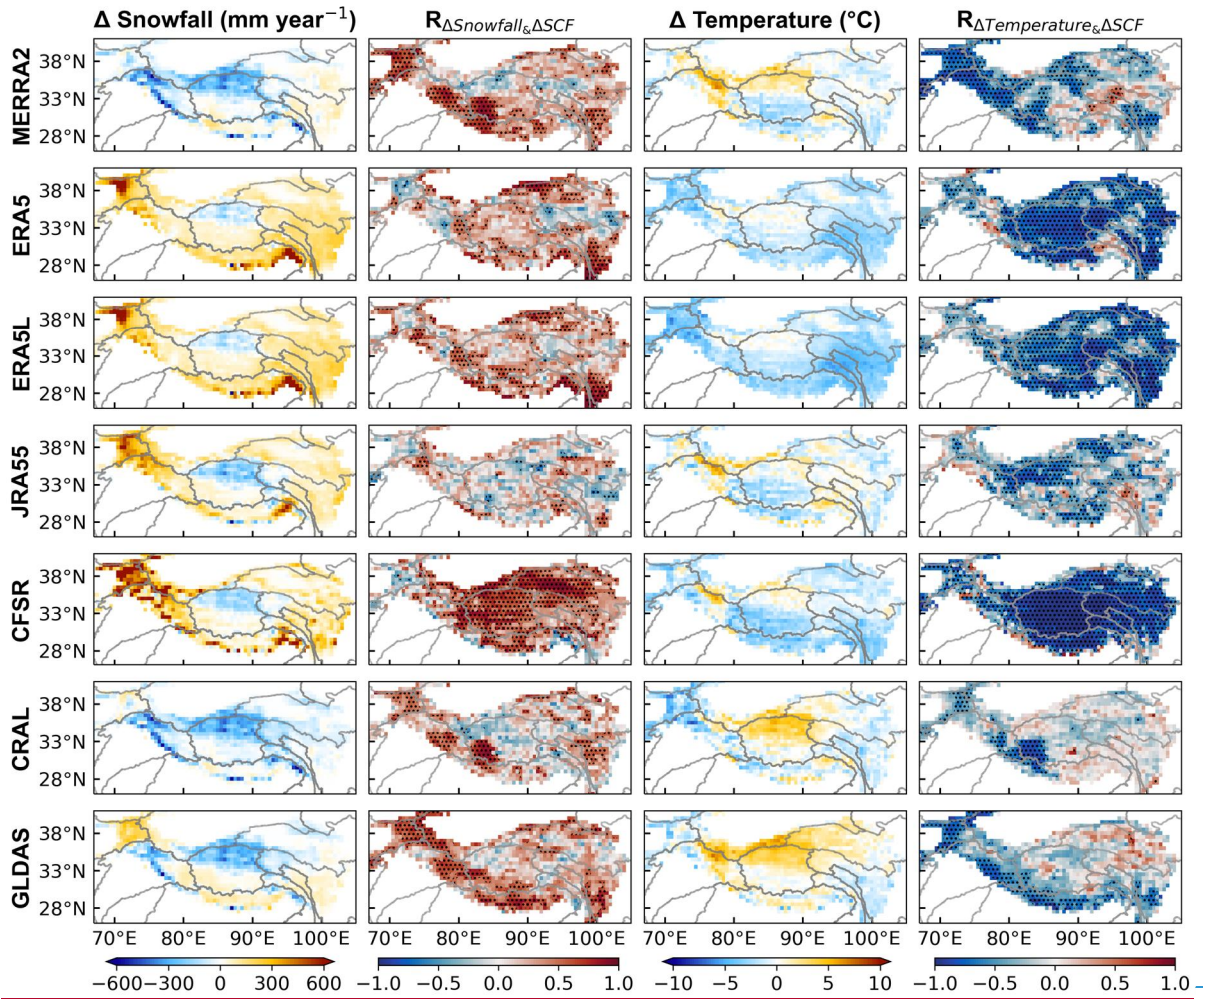 Δ Snowfall (mm year⁻¹) R_ΔSnowfall&ΔSCF Δ Temperature (°C) R_ΔTemperature&ΔSCF
MERRA2
38°N
33°N
28°N
ERA5
38°N
33°N
28°N
ERA5L
38°N
33°N
28°N
JRA55
38°N
33°N
28°N
CFSR
38°N
33°N
28°N
CRAL
38°N
33°N
28°N
GLDAS
38°N
33°N
28°N
70°E 80°E 90°E 100°E 70°E 80°E 90°E 100°E 70°E 80°E 90°E 100°E 70°E 80°E 90°E 100°E
−600 −300 0 300 600 −1.0 −0.5 0.0 0.5 1.0 −10 −5 0 5 10 −1.0 −0.5 0.0 0.5 1.0